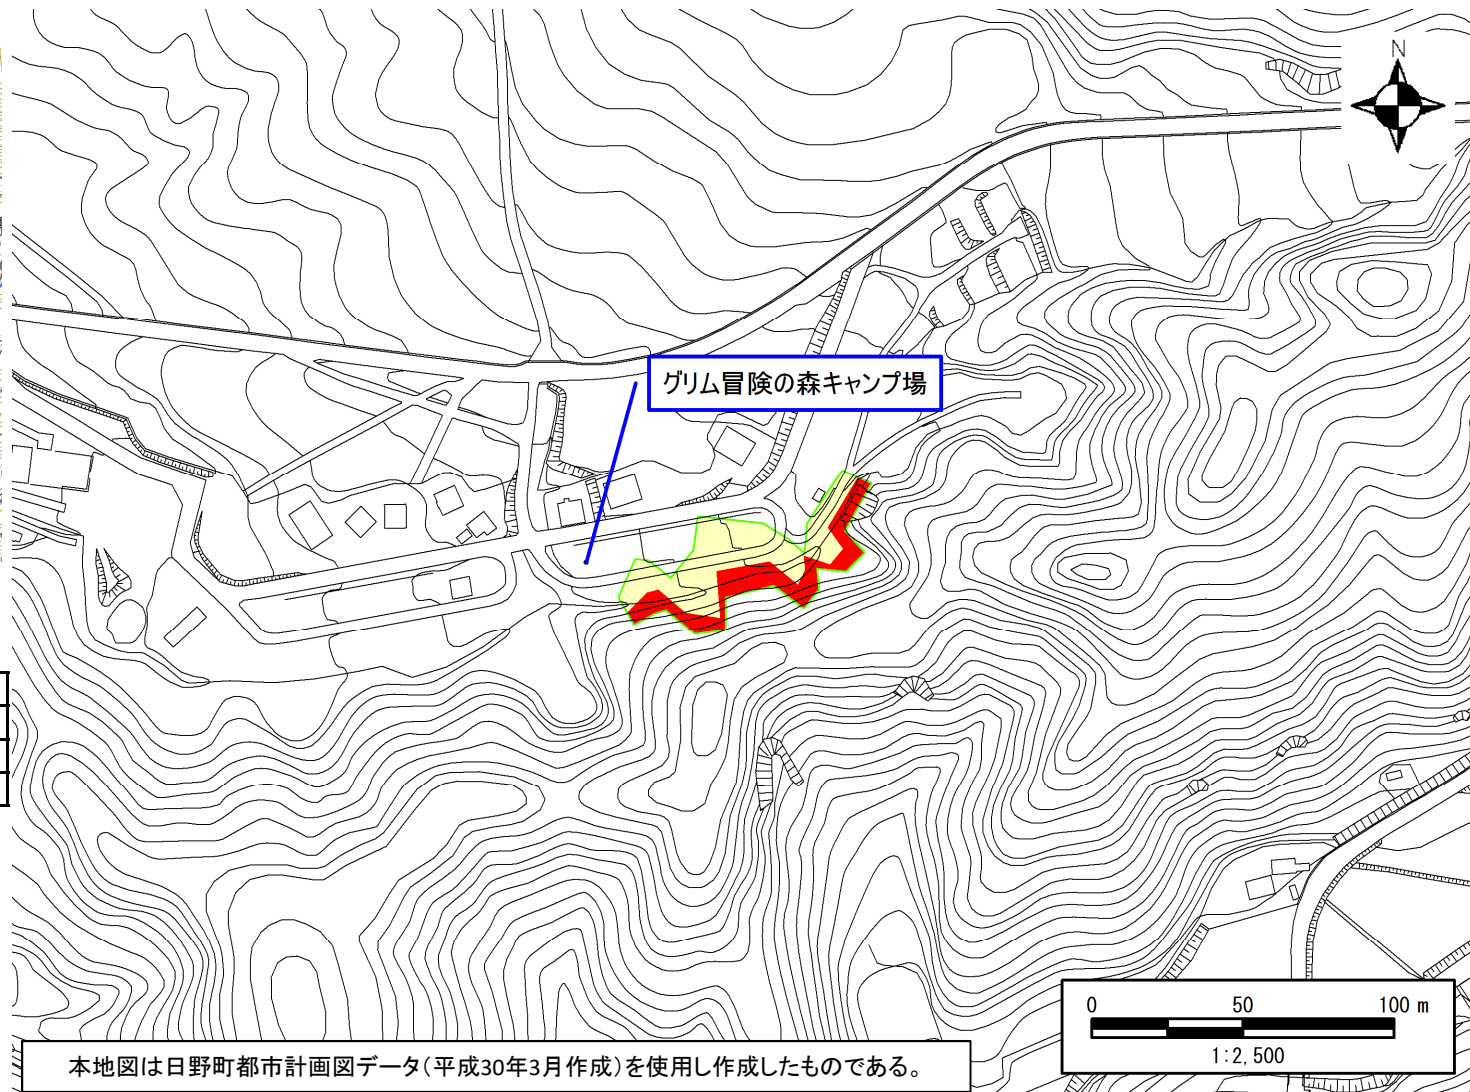 N
グリム冒険の森キャンプ場
0 50 100 m
1:2,500
本地図は日野町都市計画図データ(平成30年3月作成)を使用し作成したものである。